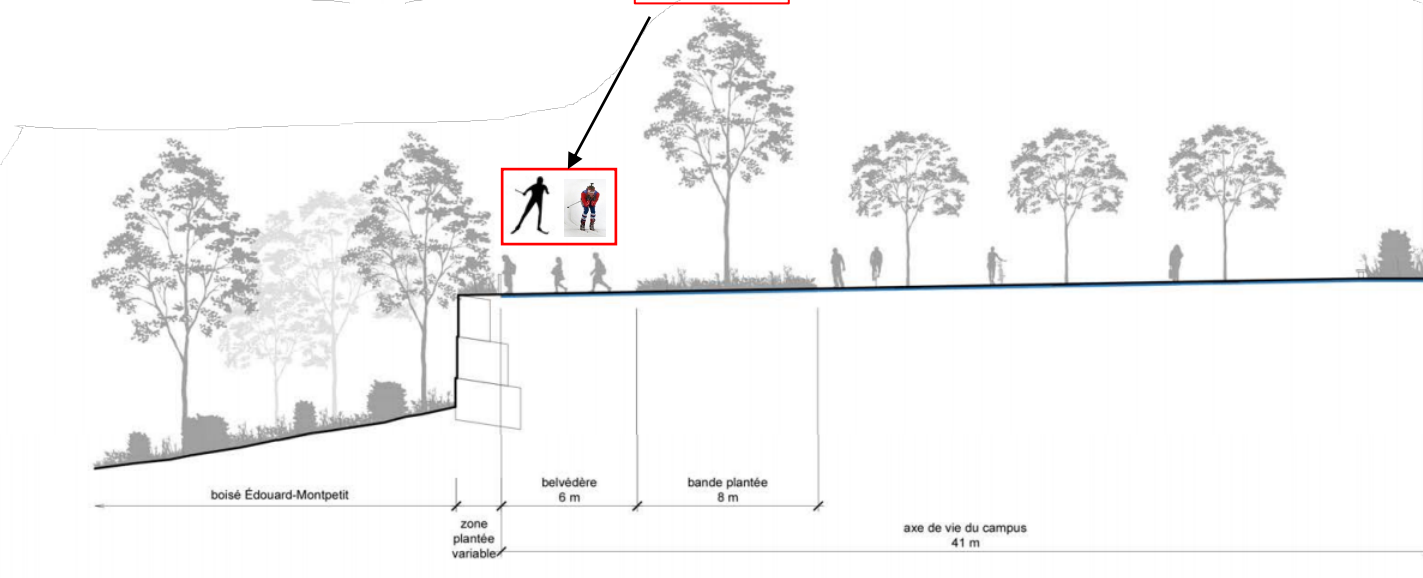 boisé Édouard-Montpetit
belvédère
6 m
bande plantée
8 m
zone
plantée
variable
axe de vie du campus
41 m